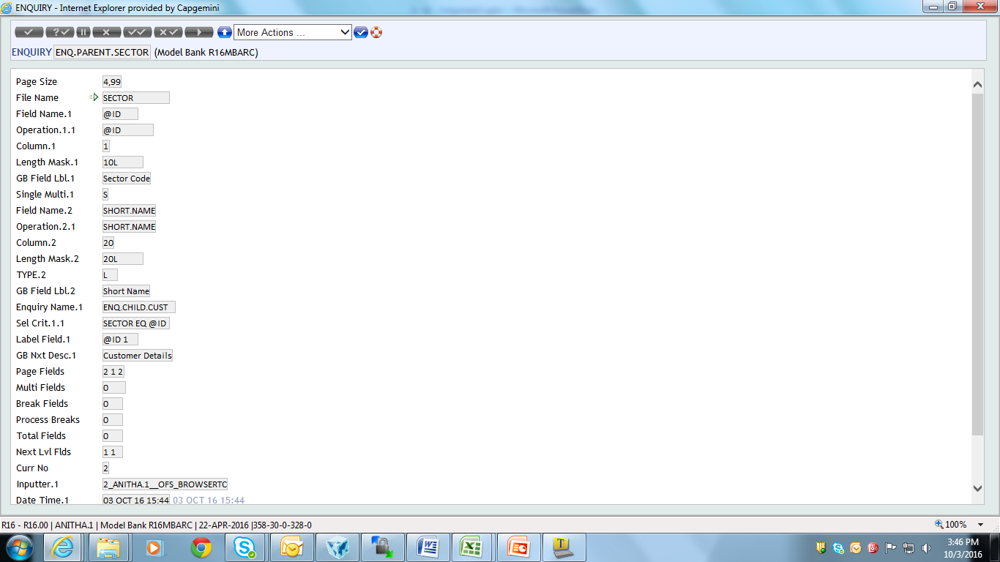 ENQUIRY - Internet Explorer provided by Capgemini
More Actions ...
ENQUIRY ENQ.PARENT.SECTOR (Model Bank R16MBARC)
Page Size 4,99
File Name SECTOR
Field Name.1 @ID
Operation.1.1 @ID
Column.1 1
Length Mask.1 10L
GB Field Lbl.1 Sector Code
Single Multi.1 S
Field Name.2 SHORT.NAME
Operation.2.1 SHORT.NAME
Column.2 20
Length Mask.2 20L
TYPE.2 L
GB Field Lbl.2 Short Name
Enquiry Name.1 ENQ.CHILD.CUST
Sel Crit.1.1 SECTOR EQ @ID
Label Field.1 @ID 1
GB Nxt Desc.1 Customer Details
Page Fields 2 1 2
Multi Fields 0
Break Fields 0
Process Breaks 0
Total Fields 0
Next Lvl Flds 1 1
Curr No 2
Inputter.1 2_ANITHA.1__OFS_BROWSERTC
Date Time.1 03 OCT 16 15:44 03 OCT 16 15:44
R16 - R16.00 | ANITHA.1 | Model Bank R16MBARC | 22-APR-2016 |358-30-0-328-0
100%
3:46 PM
10/3/2016